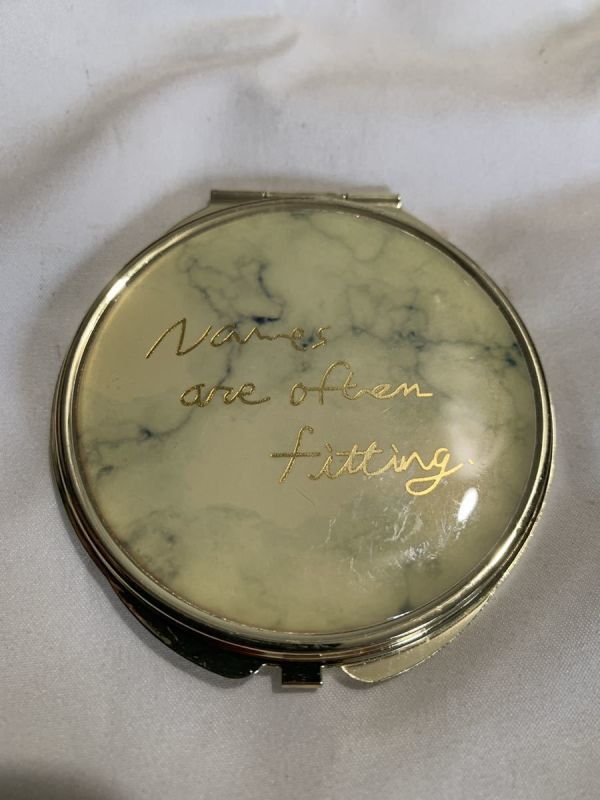 Names
are often
fitting.